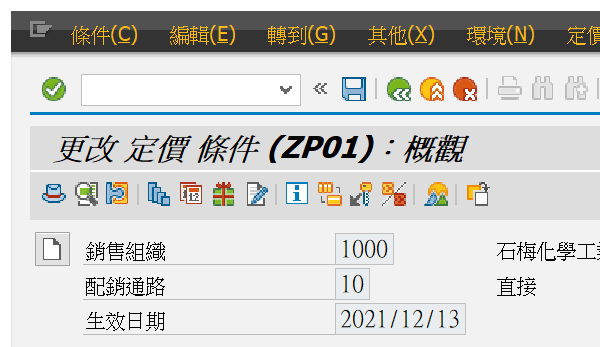 條件(C) 編輯(E) 轉到(G) 其他(X) 環境(N) 定
更改 定價 條件 (ZP01)：概觀
12
銷售組織 1000 石梅化學工
配銷通路 10 直接
生效日期 2021/12/13